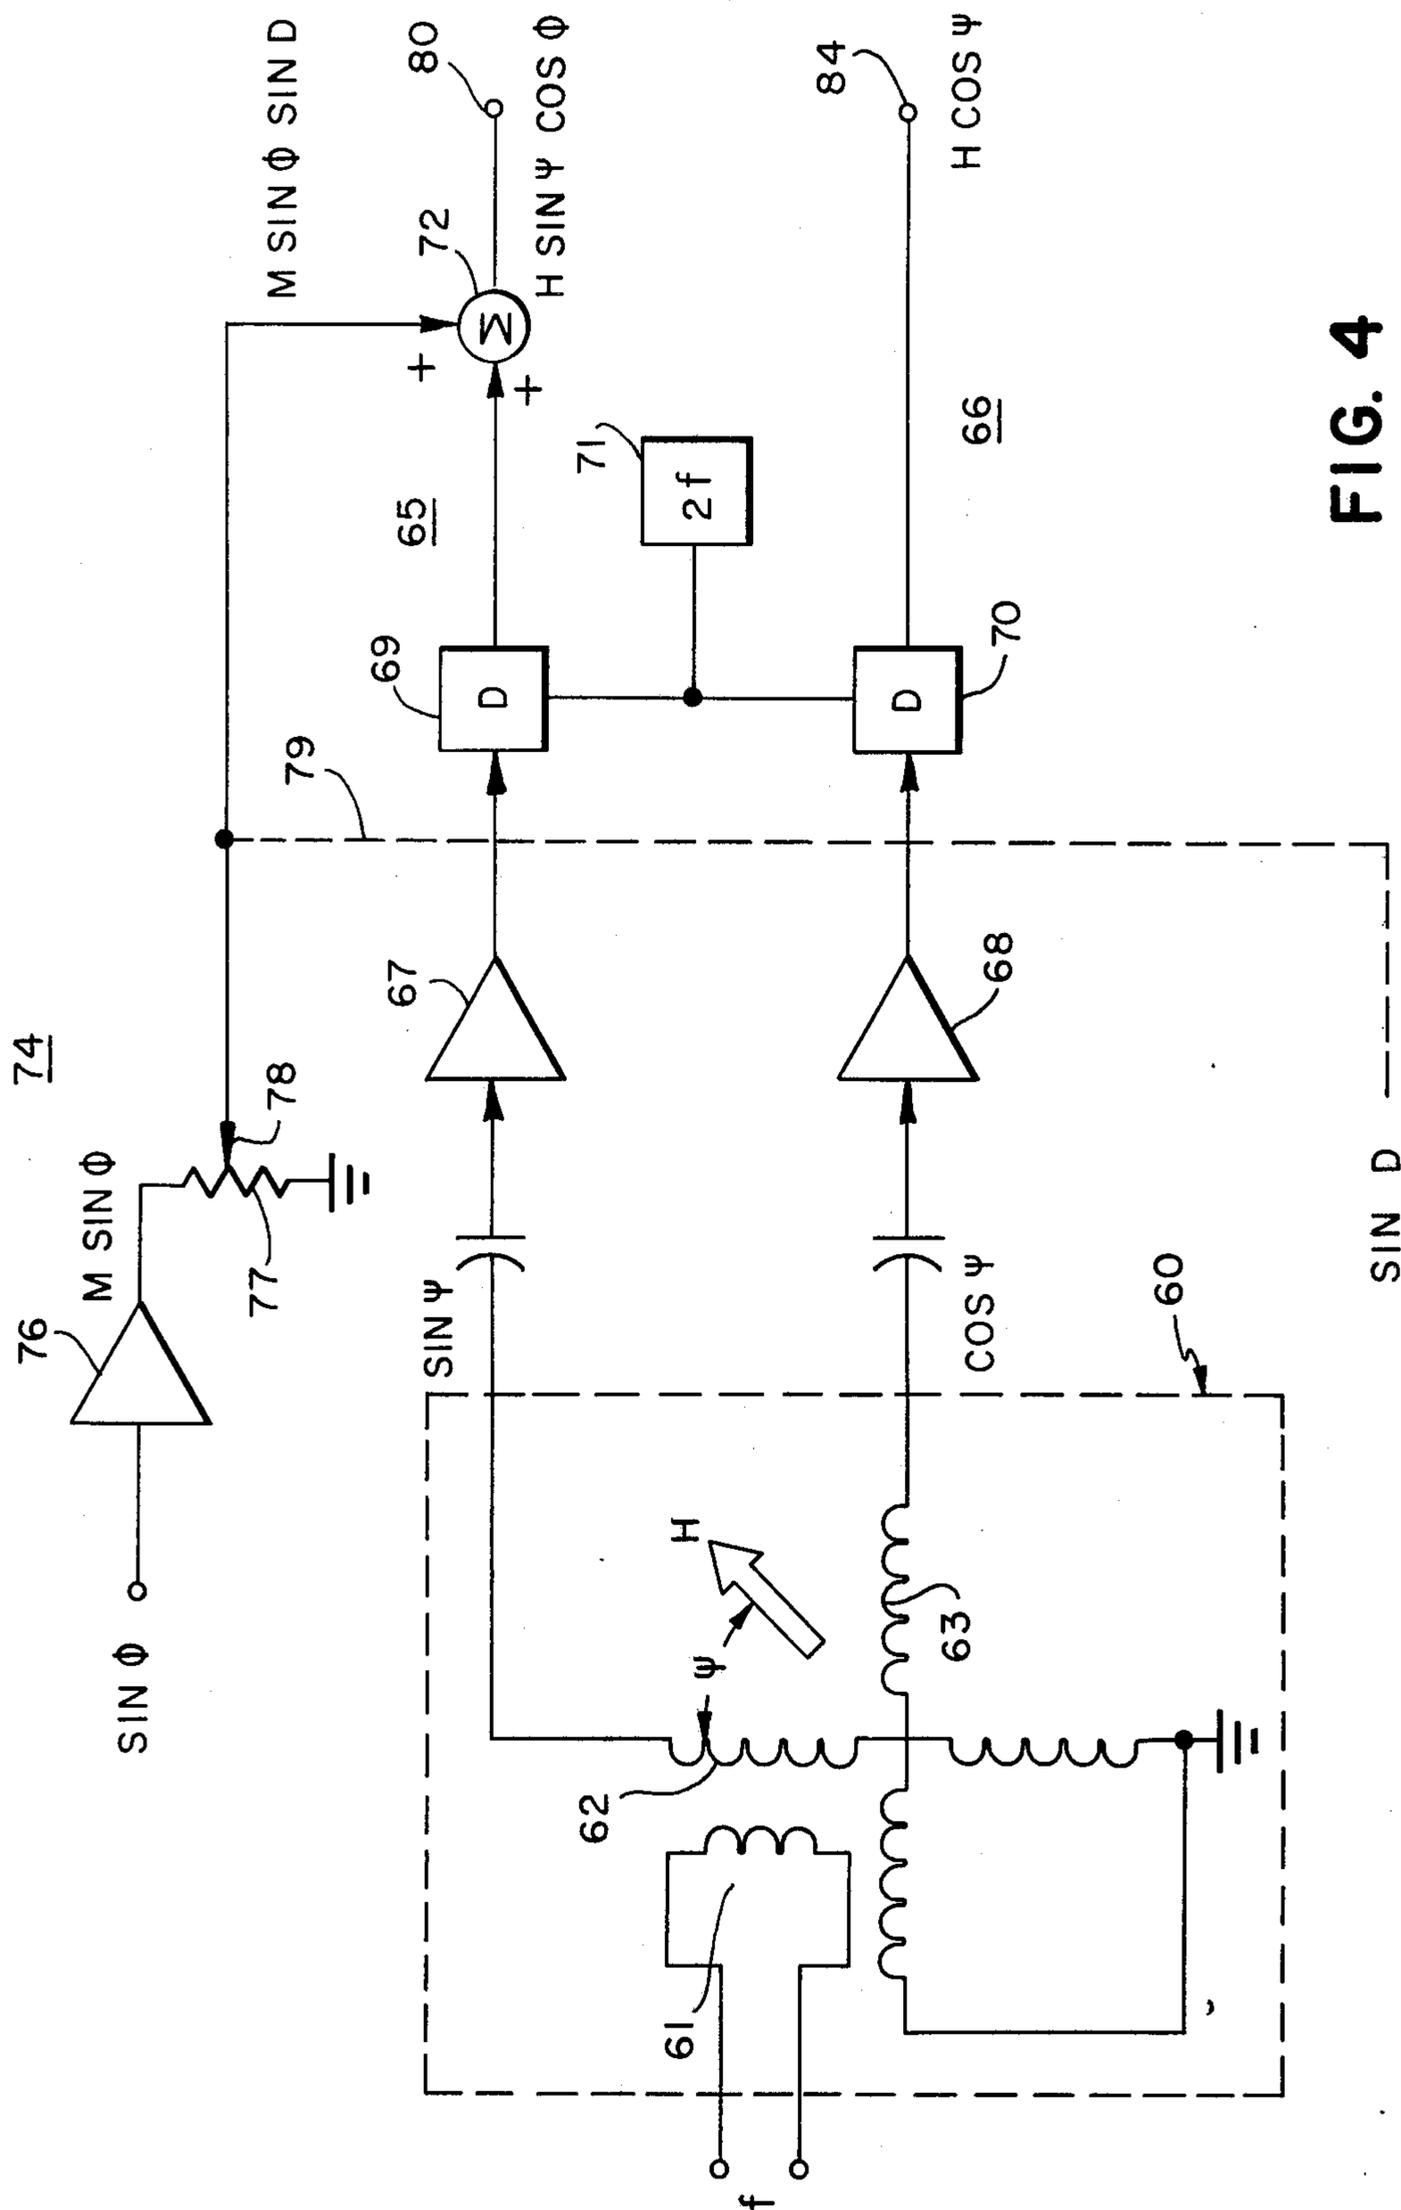 74
76
M SIN Φ
SIN Φ
77
78
M SIN Φ SIN D
79
SIN Ψ
67
69
D
65
+
+
Σ
72
80
H SIN Ψ COS Φ
71
2f
f
61
62
Ψ
H
63
60
COS Ψ
68
D
70
66
84
H COS Ψ
SIN D
FIG. 4